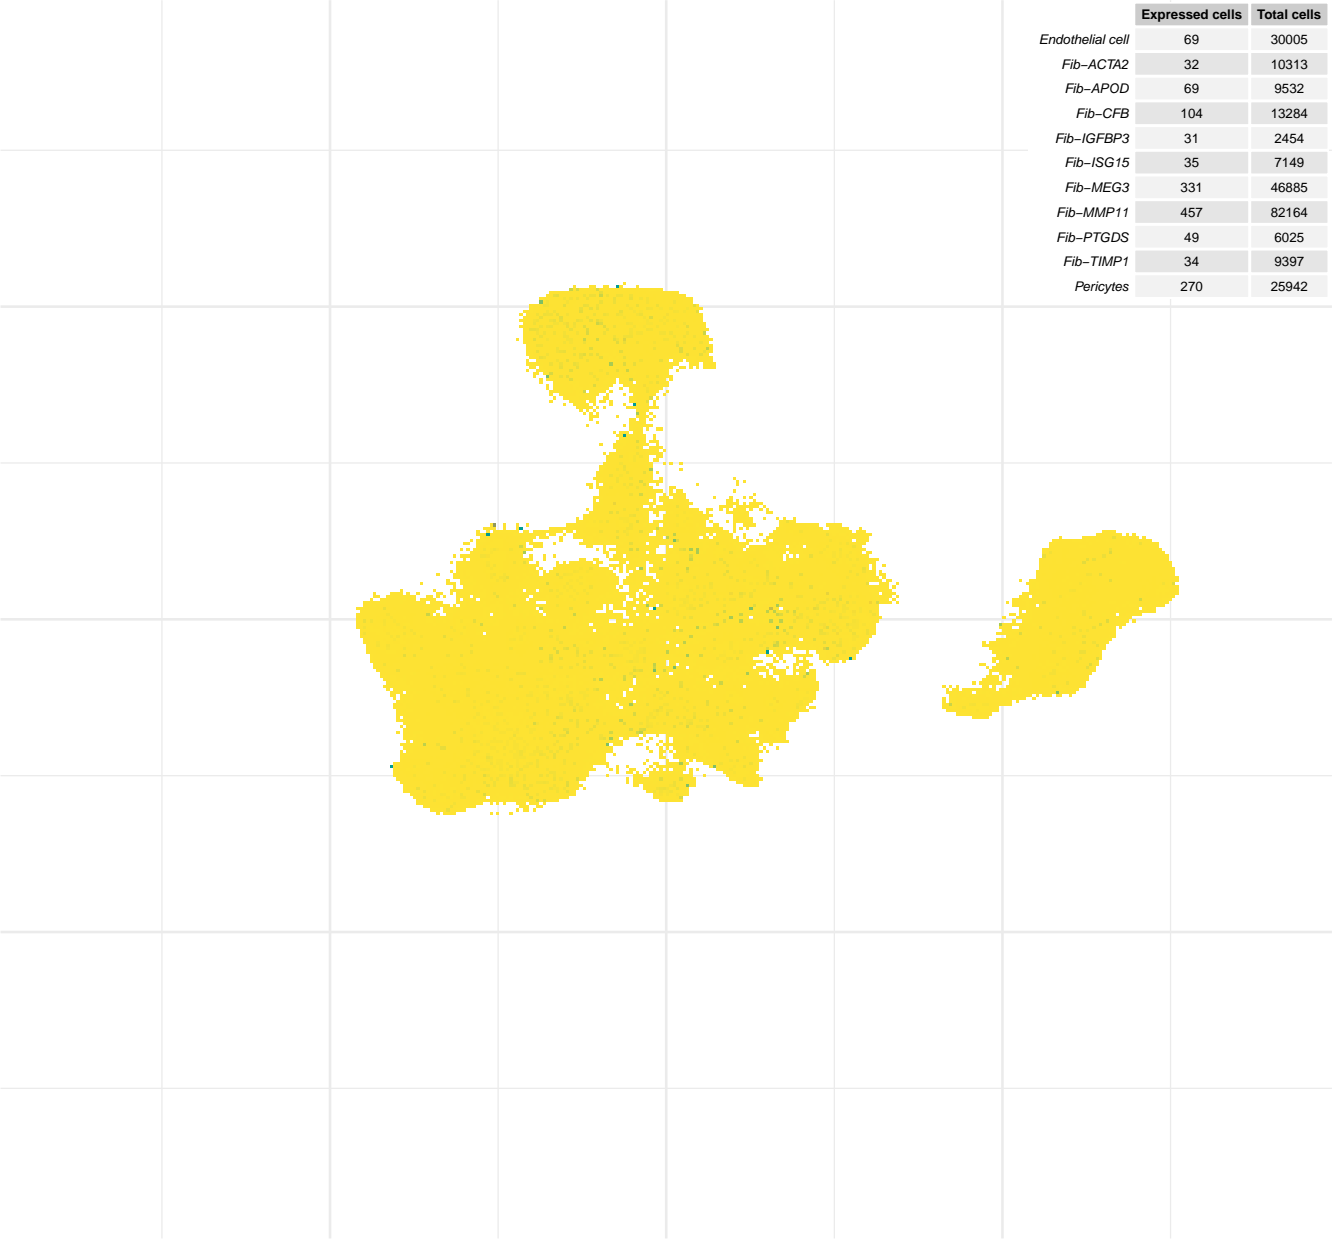 Expressed cells Total cells
Endothelial cell 69 30005
Fib−ACTA2 32 10313
Fib−APOD 69 9532
Fib−CFB 104 13284
Fib−IGFBP3 31 2454
Fib−ISG15 35 7149
Fib−MEG3 331 46885
Fib−MMP11 457 82164
Fib−PTGDS 49 6025
Fib−TIMP1 34 9397
Pericytes 270 25942